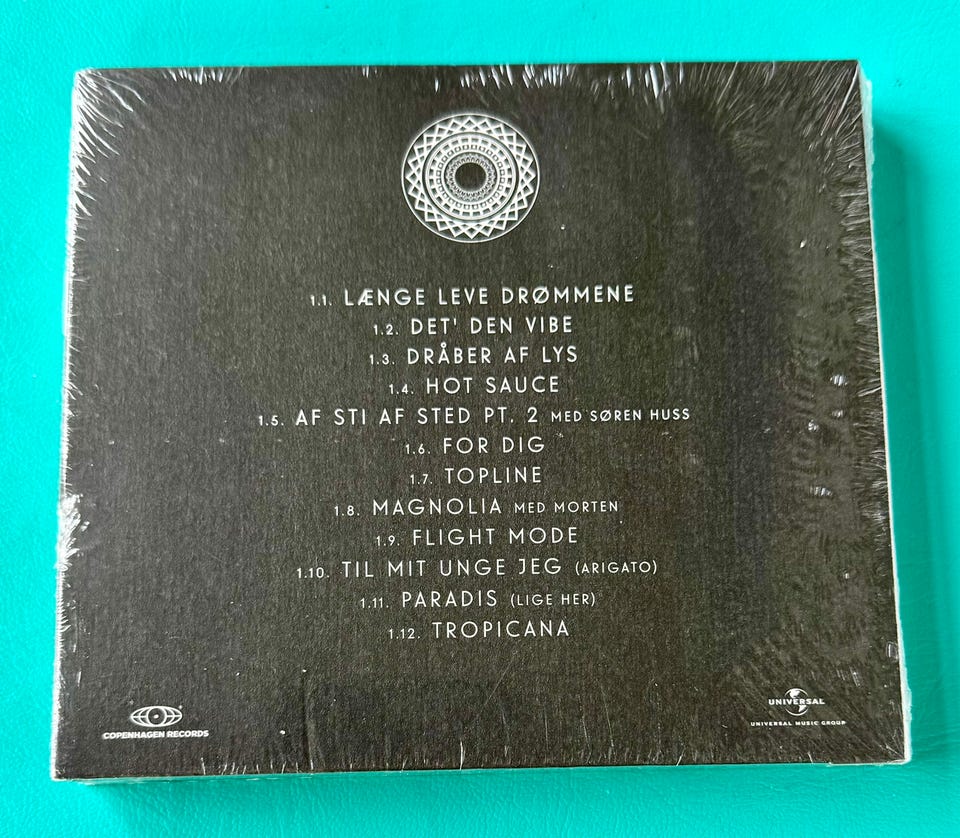 1.1. LÆNGE LEVE DRØMMENE
1.2. DET' DEN VIBE
1.3. DRÅBER AF LYS
1.4. HOT SAUCE
1.5. AF STI AF STED PT. 2 MED SØREN HUSS
1.6. FOR DIG
1.7. TOPLINE
1.8. MAGNOLIA MED MORTEN
1.9. FLIGHT MODE
1.10. TIL MIT UNGE JEG (ARIGATO)
1.11. PARADIS (LIGE HER)
1.12. TROPICANA
COPENHAGEN RECORDS
UNIVERSAL
UNIVERSAL MUSIC GROUP